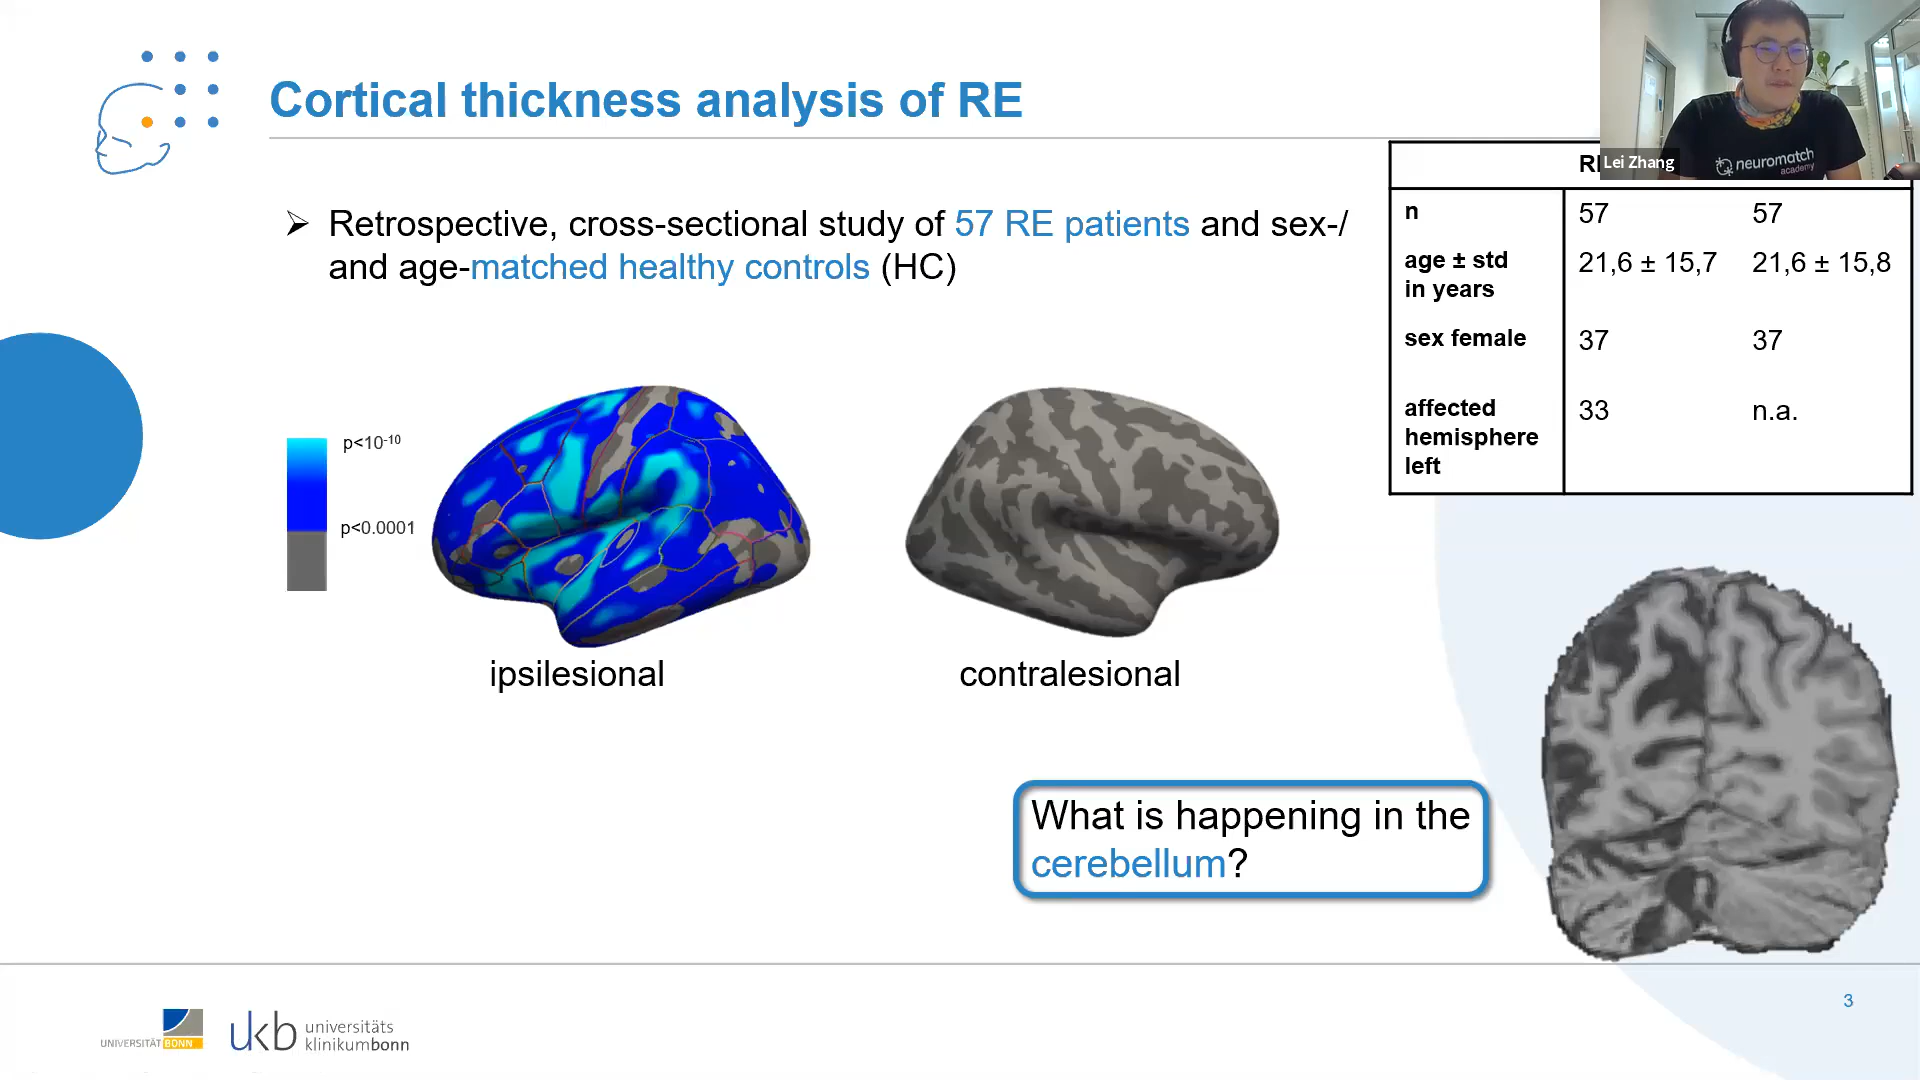 Cortical thickness analysis of RE
Lei Zhang
neuromatch
academy
➢ Retrospective, cross-sectional study of 57 RE patients and sex-/
and age-matched healthy controls (HC)
n 57 57
age ± std
in years
21,6 ± 15,7 21,6 ± 15,8
sex female 37 37
affected
hemisphere
left
33 n.a.
p<10-10
p<0.0001
ipsilesional
contralesional
What is happening in the
cerebellum?
3
UNIVERSITÄT BONN
ukb universitäts
klinikumbonn